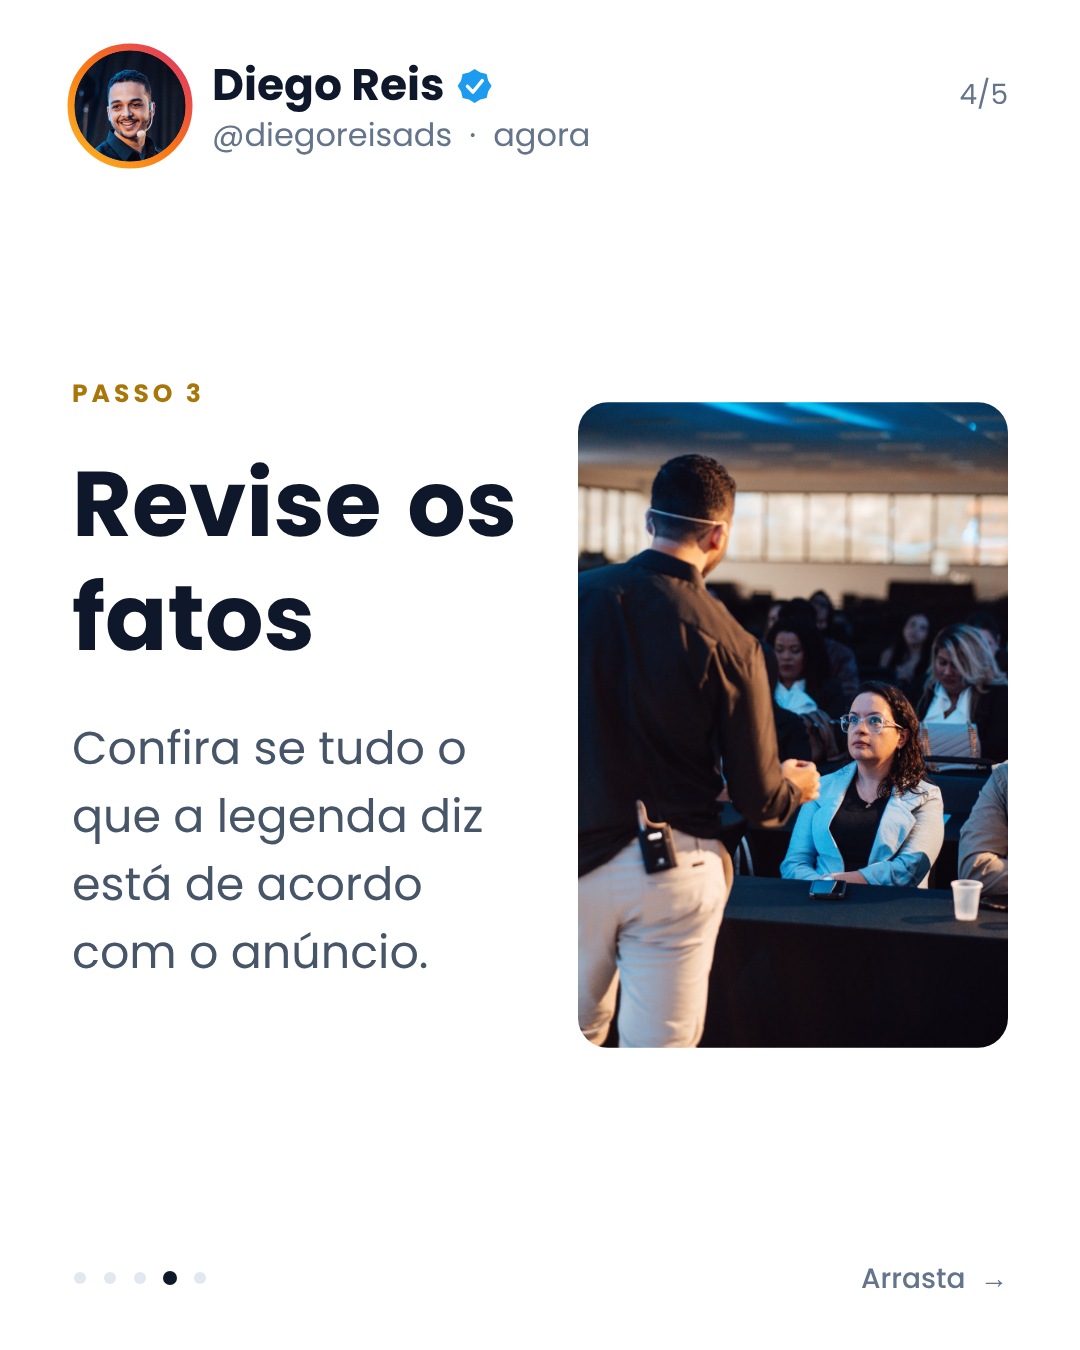 Diego Reis
@diegoreisads · agora
4/5
PASSO 3
Revise os
fatos
Confira se tudo o
que a legenda diz
está de acordo
com o anúncio.
Arrasta →